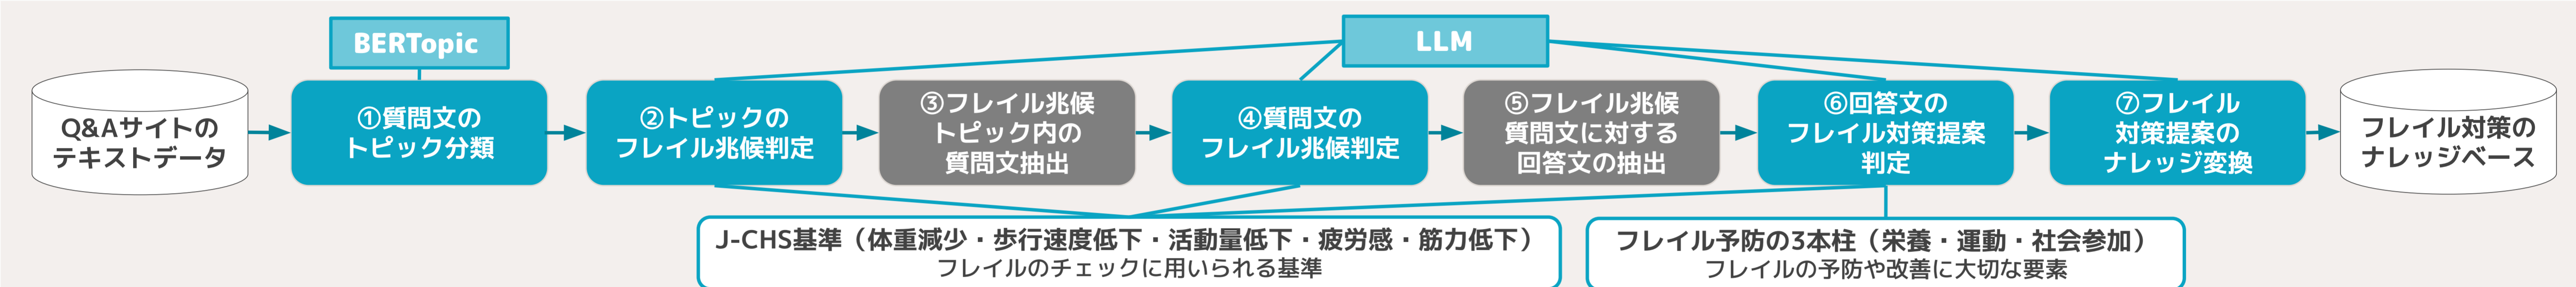 BERTopic
LLM
Q&Aサイトの
テキストデータ
①質問文の
トピック分類
②トピックの
フレイル兆候判定
③フレイル兆候
トピック内の
質問文抽出
④質問文の
フレイル兆候判定
⑤フレイル兆候
質問文に対する
回答文の抽出
⑥回答文の
フレイル対策提案
判定
⑦フレイル
対策提案の
ナレッジ変換
フレイル対策の
ナレッジベース
J-CHS基準（体重減少・歩行速度低下・活動量低下・疲労感・筋力低下）
フレイルのチェックに用いられる基準
フレイル予防の3本柱（栄養・運動・社会参加）
フレイルの予防や改善に大切な要素